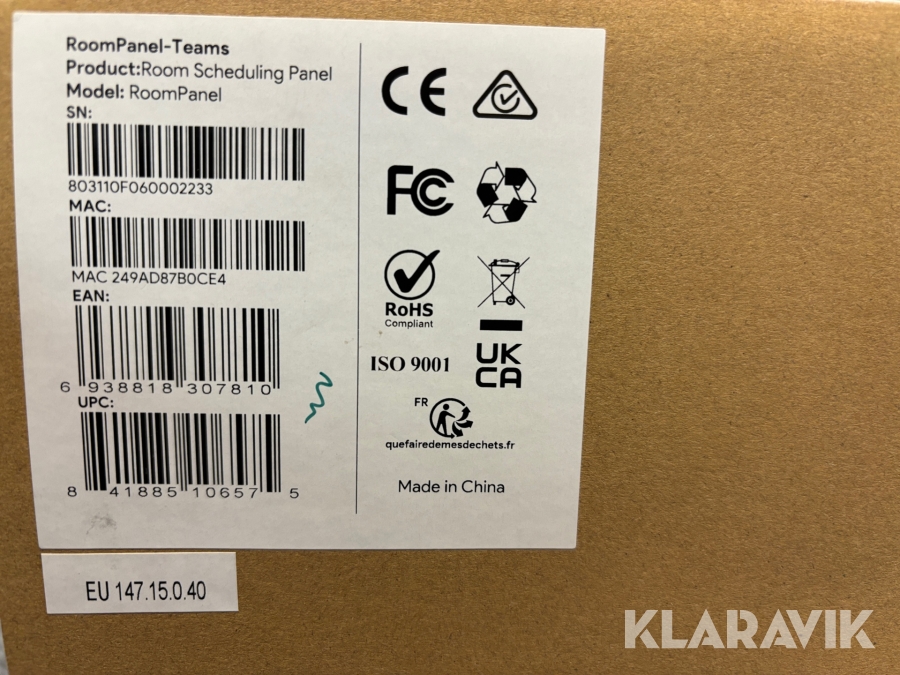 RoomPanel-Teams
Product:Room Scheduling Panel
Model: RoomPanel
SN:
803110F060002233
MAC:
MAC 249AD87B0CE4
EAN:
6 938818 307810
UPC:
8 41885 10657 5
CE
FC
RoHS
Compliant
ISO 9001
UK
CA
FR
quefairedemesdechets.fr
Made in China
EU 147.15.0.40
KLARAVIK